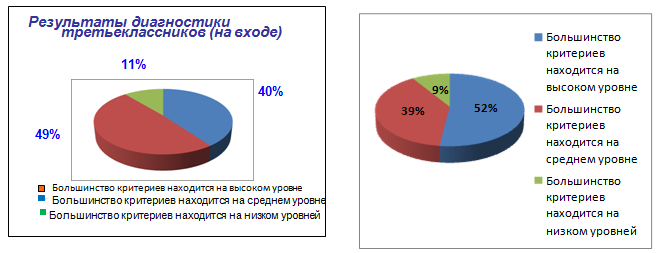 Результаты диагностики
третьеклассников (на входе)
11%
40%
49%
Большинство критериев находится на высоком уровне
Большинство критериев находится на среднем уровне
Большинство критериев находится на низком уровней
9%
52%
39%
Большинство
критериев
находится на
высоком уровне
Большинство
критериев
находится на
среднем уровне
Большинство
критериев
находится на
низком уровней